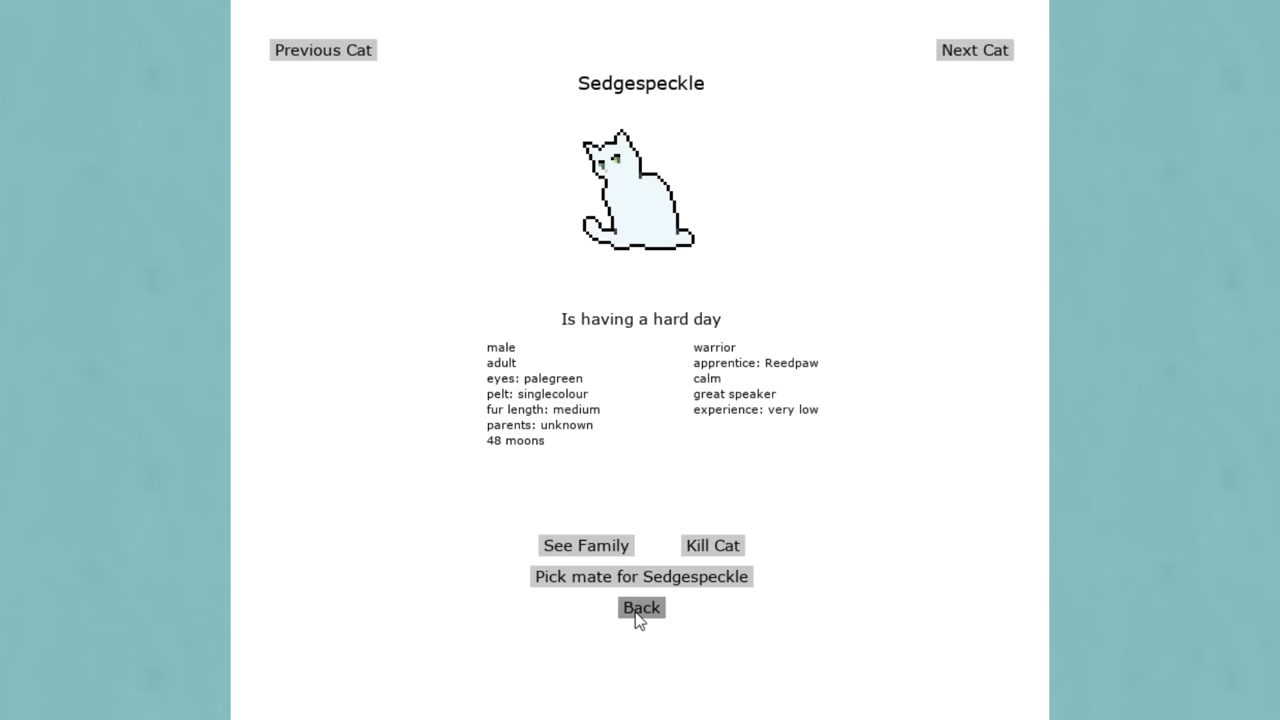 Previous Cat
Next Cat
Sedgespeckle
Is having a hard day
male
adult
eyes: palegreen
pelt: singlecolour
fur length: medium
parents: unknown
48 moons
warrior
apprentice: Reedpaw
calm
great speaker
experience: very low
See Family
Kill Cat
Pick mate for Sedgespeckle
Back